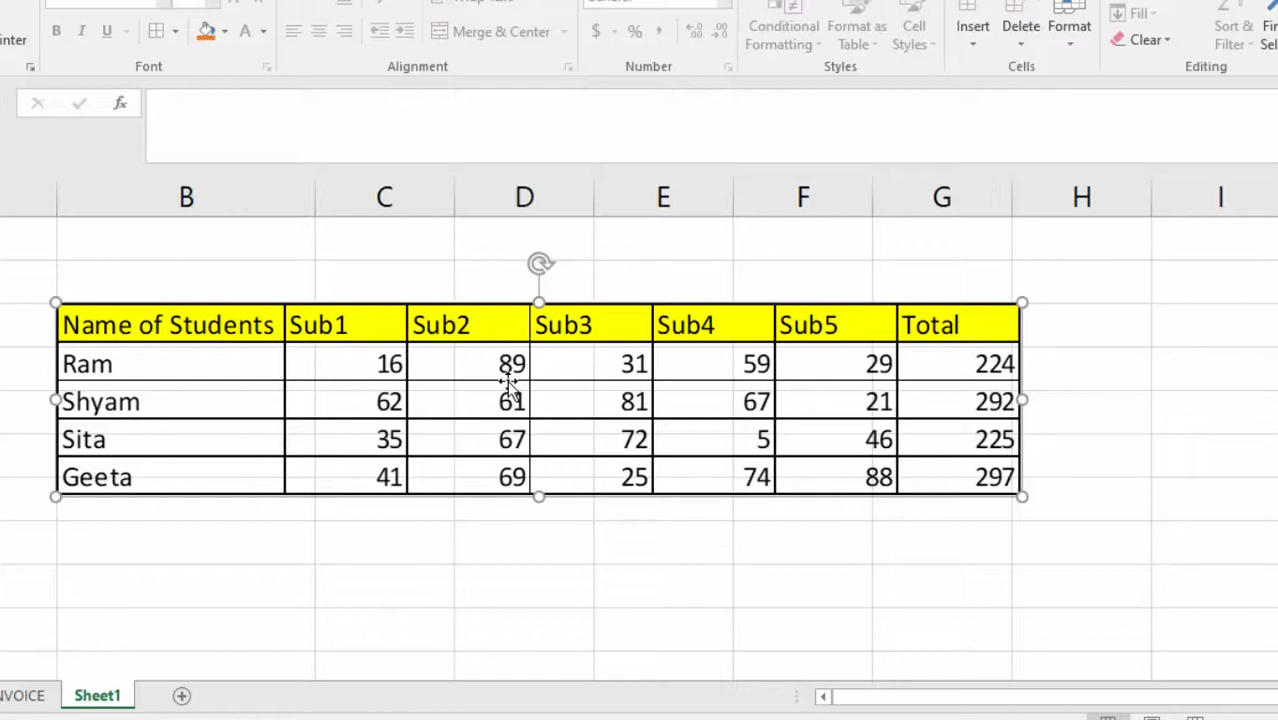 B I U A $ % , Merge & Center
Conditional Formatting Format as Table Cell Styles Insert Delete Format
Fill
Clear
Sort & Filter
Font Alignment Number Styles Cells Editing
fx
B C D E F G H I
Name of Students Sub1 Sub2 Sub3 Sub4 Sub5 Total
Ram 16 89 31 59 29 224
Shyam 62 61 81 67 21 292
Sita 35 67 72 5 46 225
Geeta 41 69 25 74 88 297
Sheet1